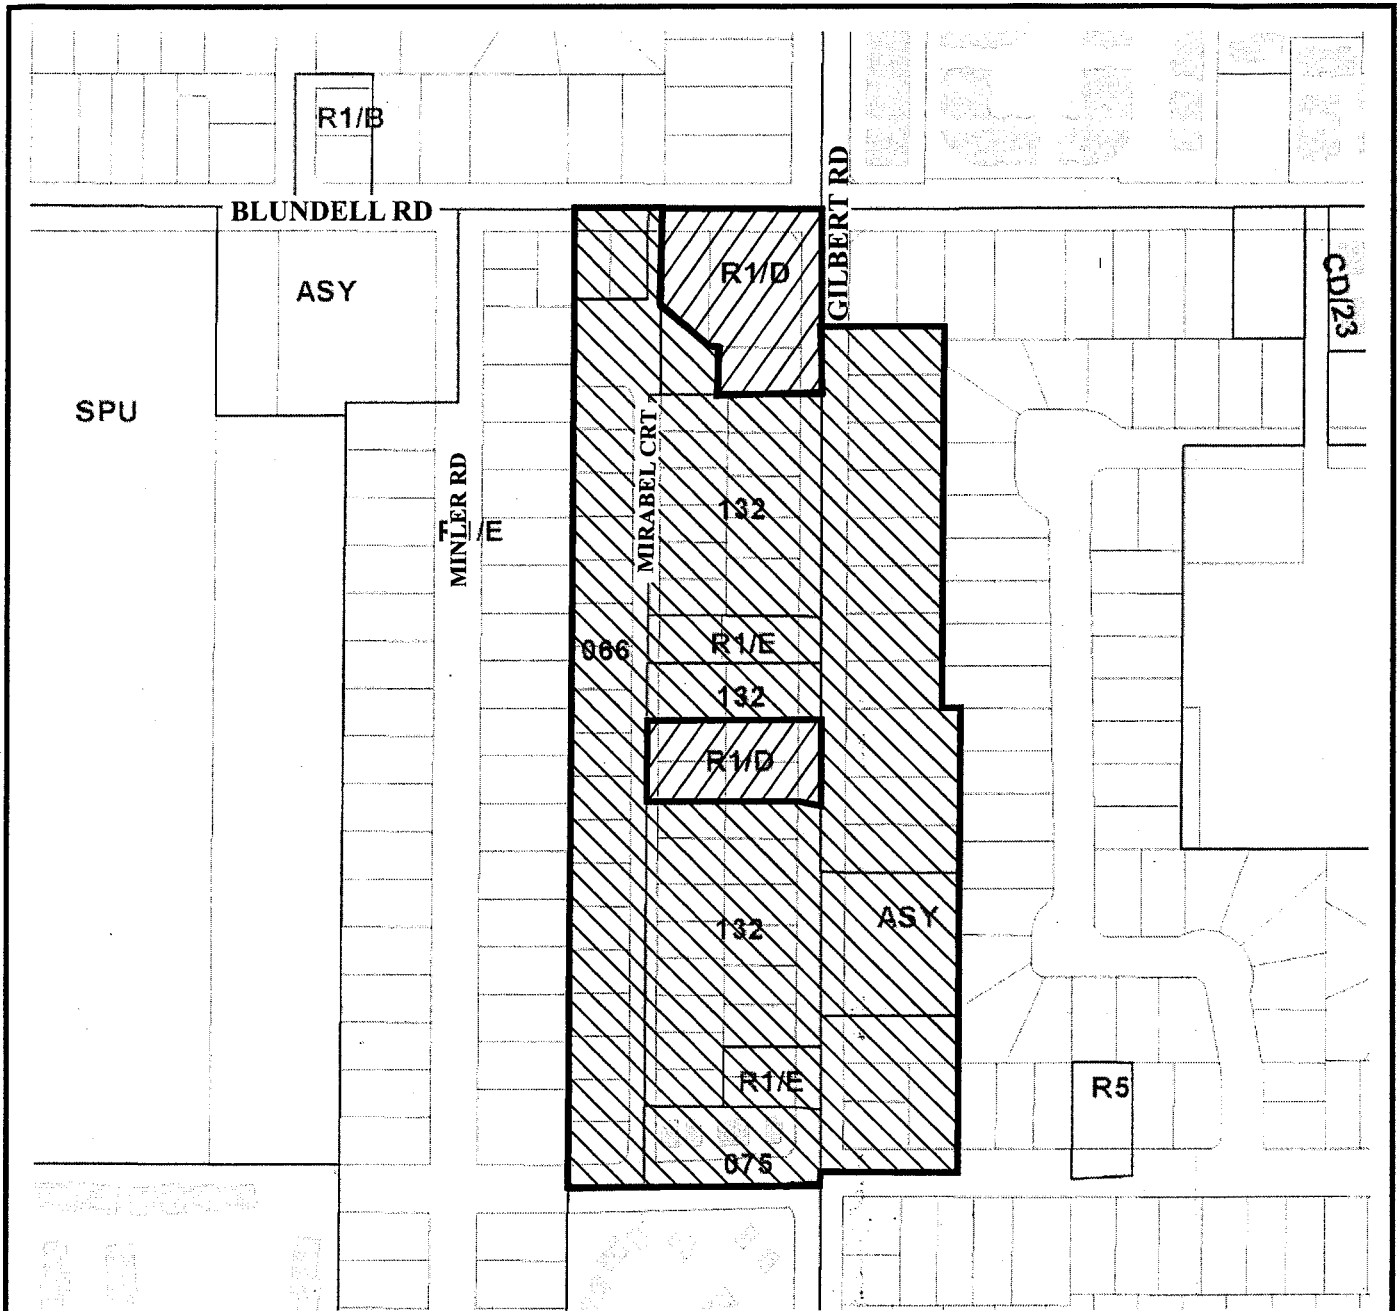 R1/B
BLUNDELL RD
GILBERT RD
ASY
R1/D
CD/23
SPU
MINLER RD
R1/E
MIRABEL CRT
132
066
R1/E
132
R1/D
132
ASY
R1/E
R5
075